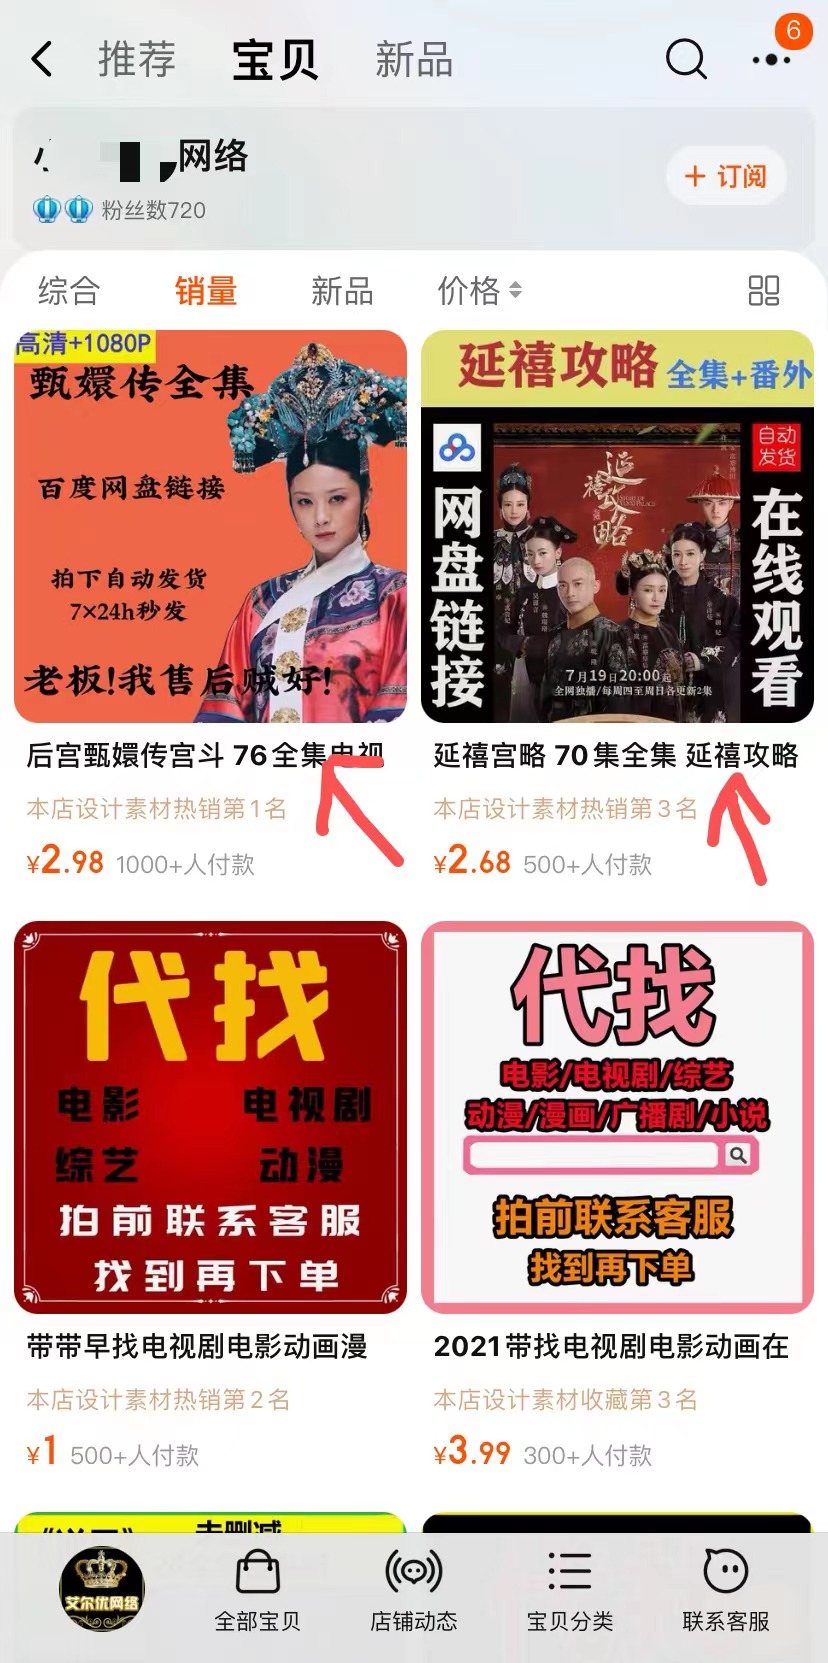 推荐 宝贝 新品
6
网络
粉丝数720
+ 订阅
综合 销量 新品 价格
高清+1080P
甄嬛传全集
百度网盘链接
拍下自动发货
7×24h秒发
老板!我售后贼好!
后宫甄嬛传宫斗 76全集电视
本店设计素材热销第1名
¥2.98 1000+人付款
延禧攻略 全集+番外
自动
发货
网盘链接
在线观看
延禧攻略
7月19日20:00起
全网独播/每周四至周日各更新2集
延禧宫略 70集全集 延禧攻略
本店设计素材热销第3名
¥2.68 500+人付款
代找
电影 电视剧
综艺 动漫
拍前联系客服
找到再下单
带带早找电视剧电影动画漫
本店设计素材热销第2名
¥1 500+人付款
代找
电影/电视剧/综艺
动漫/漫画/广播剧/小说
拍前联系客服
找到再下单
2021带找电视剧电影动画在
本店设计素材收藏第3名
¥3.99 300+人付款
艾尔优网络
全部宝贝
店铺动态
宝贝分类
联系客服